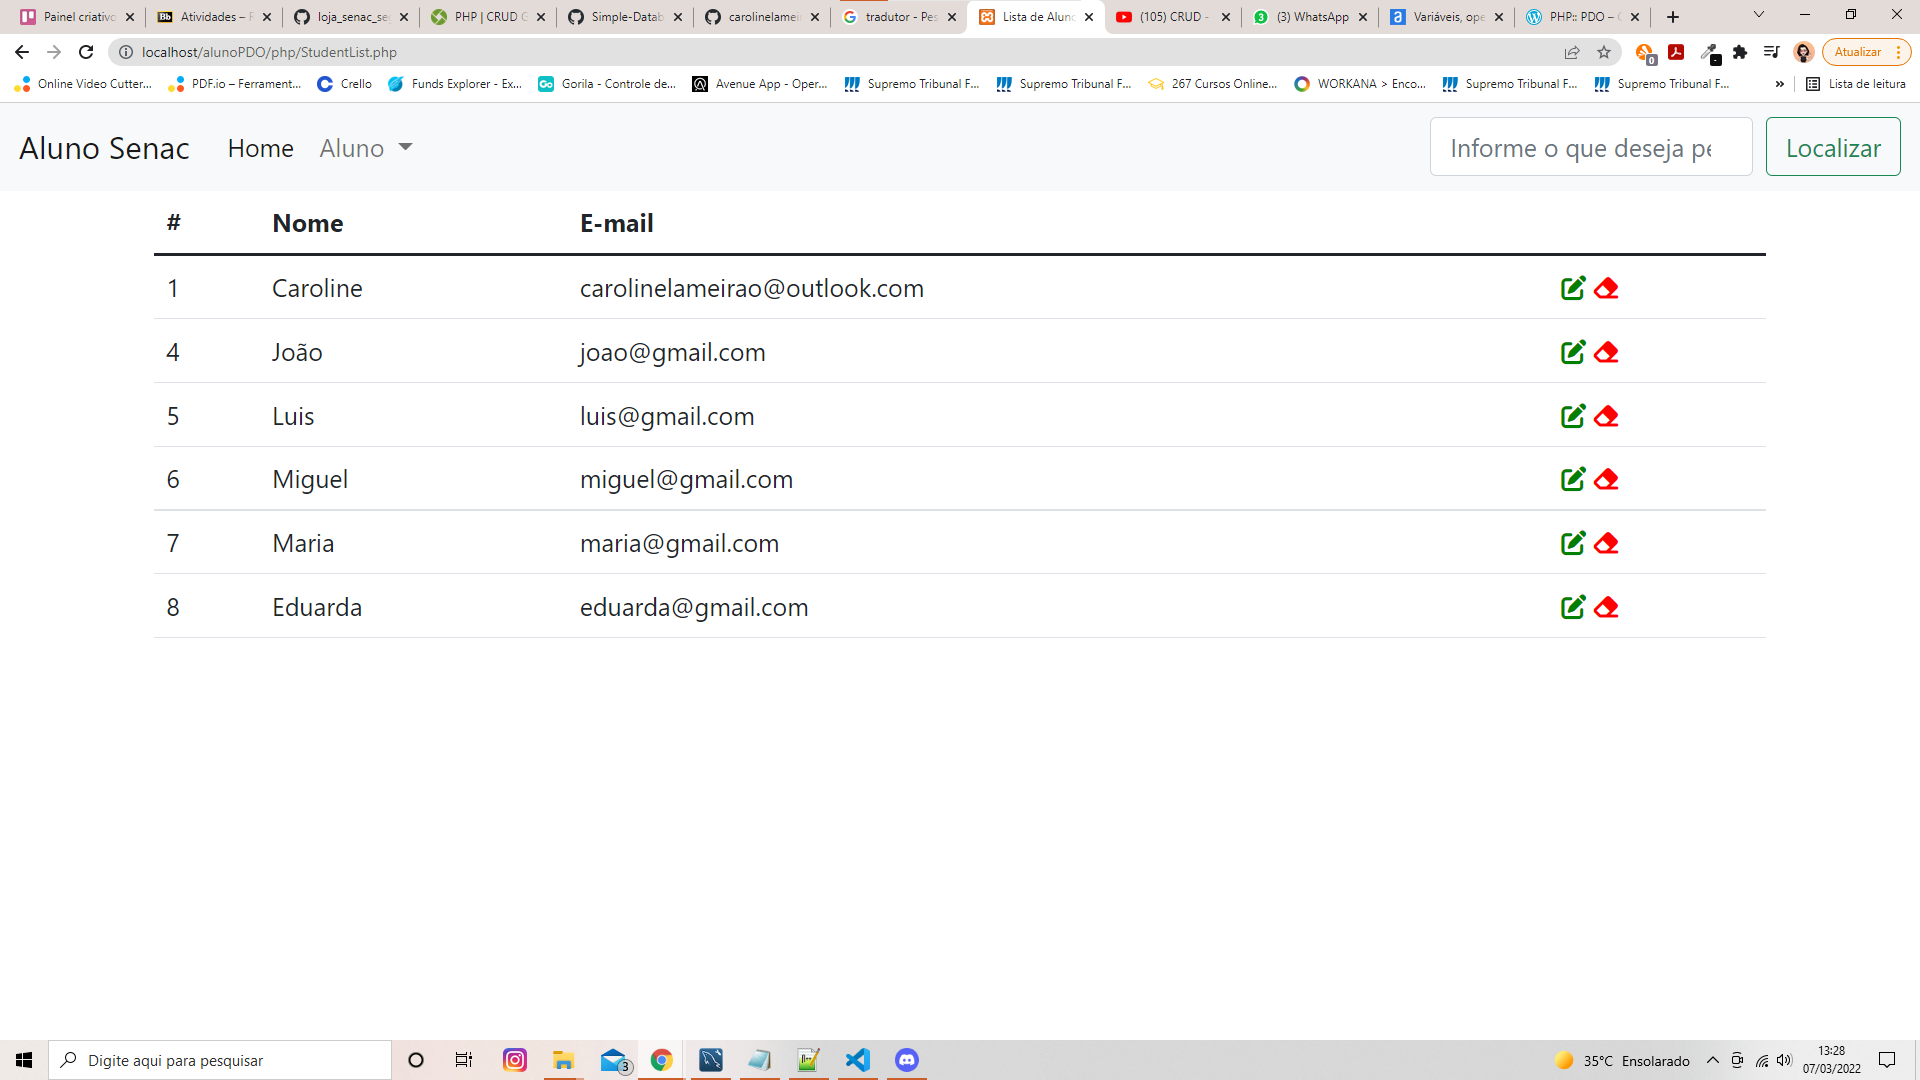 Painel criativo
Atividades – F
loja_senac_se
PHP | CRUD G
Simple-Datab
carolinelamei
tradutor - Pes
Lista de Aluno
(105) CRUD -
(3) WhatsApp
Variáveis, ope
PHP:: PDO – C
localhost/alunoPDO/php/StudentList.php
0
Atualizar
Online Video Cutter...
PDF.io – Ferrament...
Crello
Funds Explorer - Ex...
Gorila - Controle de...
Avenue App - Oper...
Supremo Tribunal F...
Supremo Tribunal F...
267 Cursos Online...
WORKANA > Enco...
Supremo Tribunal F...
Supremo Tribunal F...
»
Lista de leitura
Aluno Senac Home Aluno
Informe o que deseja pe
Localizar
# Nome E-mail
1 Caroline carolinelameirao@outlook.com
4 João joao@gmail.com
5 Luis luis@gmail.com
6 Miguel miguel@gmail.com
7 Maria maria@gmail.com
8 Eduarda eduarda@gmail.com
Digite aqui para pesquisar
3
35°C Ensolarado
13:28
07/03/2022